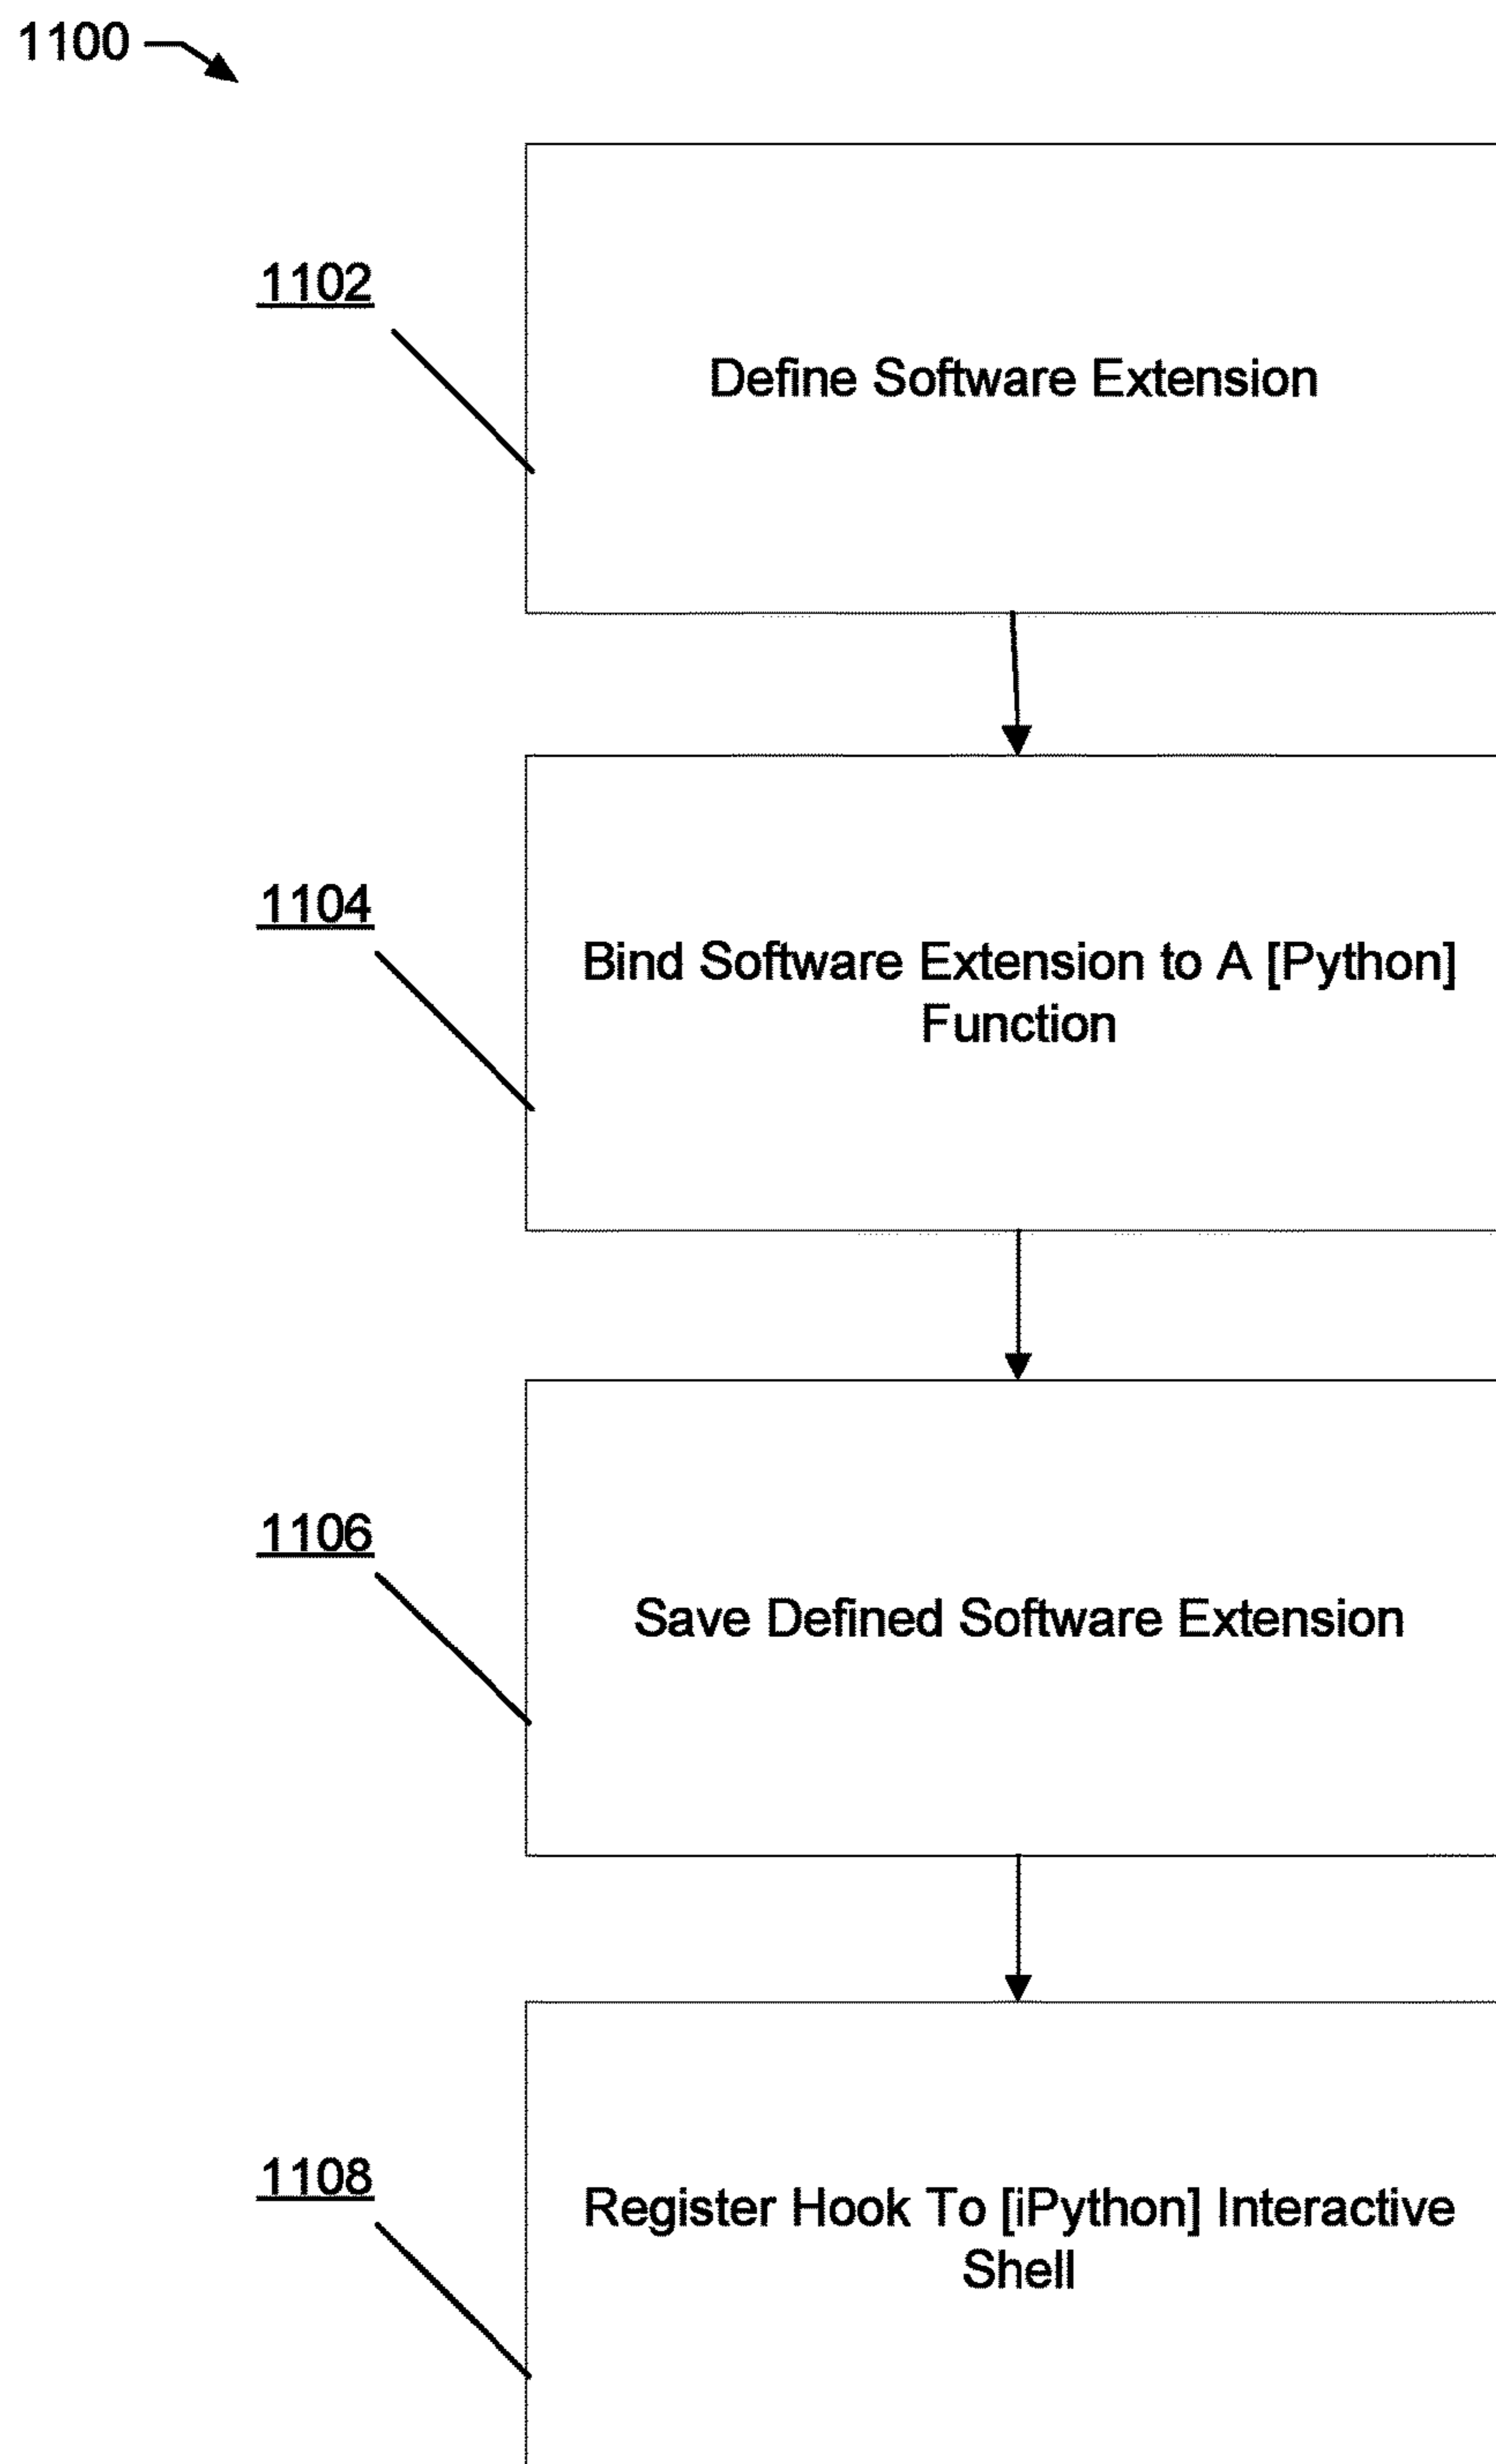 1100
1102
Define Software Extension
1104
Bind Software Extension to A [Python]
Function
1106
Save Defined Software Extension
1108
Register Hook To [iPython] Interactive
Shell